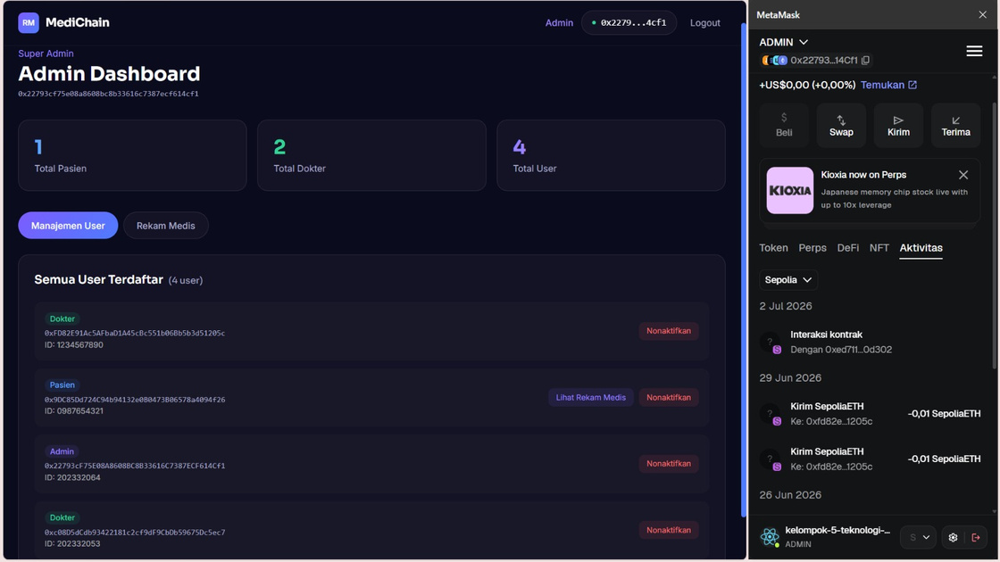 RM MediChain
Admin
0x2279...4cf1
Logout
Super Admin
Admin Dashboard
0x22793cf75e08a8608bc8b33616c7387ecf614cf1
1
Total Pasien
2
Total Dokter
4
Total User
Manajemen User
Rekam Medis
Semua User Terdaftar (4 user)
Dokter
0xFD82E91Ac5AFbaD1A45cBc551b06Bb5b3d51205c
ID: 1234567890
Nonaktifkan
Pasien
0x9DC85Dd724C94b94132e0B0473B06578a4094f26
ID: 0987654321
Lihat Rekam Medis
Nonaktifkan
Admin
0x22793cF75E08A8608BC8B33616C7387ECF614Cf1
ID: 202332064
Nonaktifkan
Dokter
0xc08D5dCdb93422181c2cf9dF9CbDb59675Dc5ec7
ID: 202332053
Nonaktifkan
MetaMask
ADMIN
0x22793...14Cf1
+US$0,00 (+0,00%) Temukan
Beli
Swap
Kirim
Terima
KIOXIA
Kioxia now on Perps
Japanese memory chip stock live with
up to 10x leverage
Token
Perps
DeFi
NFT
Aktivitas
Sepolia
2 Jul 2026
Interaksi kontrak
Dengan 0xed711...0d302
29 Jun 2026
Kirim SepoliaETH
-0,01 SepoliaETH
Ke: 0xfd82e...1205c
Kirim SepoliaETH
-0,01 SepoliaETH
Ke: 0xfd82e...1205c
26 Jun 2026
kelompok-5-teknologi-...
ADMIN
S